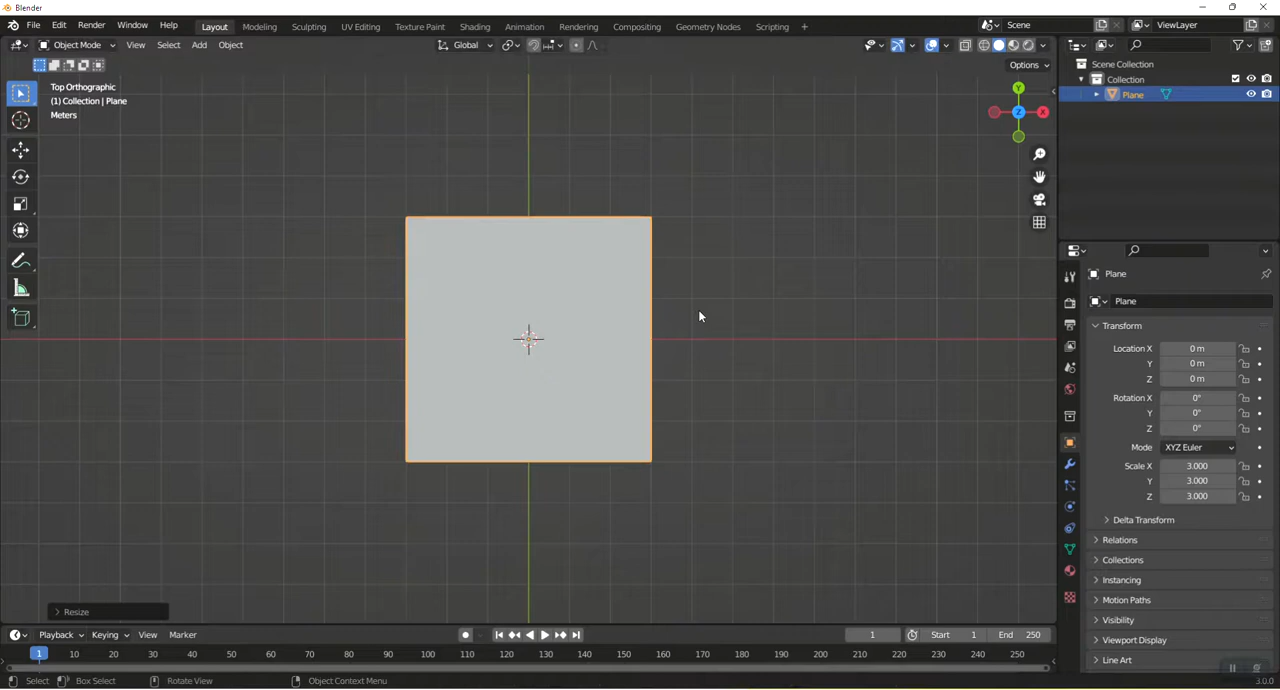 Blender
File Edit Render Window Help Layout Modeling Sculpting UV Editing Texture Paint Shading Animation Rendering Compositing Geometry Nodes Scripting + Scene ViewLayer
Object Mode View Select Add Object Global
Options
Top Orthographic
(1) Collection | Plane
Meters
Y
Z
X
Scene Collection
Collection
Plane
Plane
Plane
Transform
Location X 0 m
Y 0 m
Z 0 m
Rotation X 0°
Y 0°
Z 0°
Mode XYZ Euler
Scale X 3.000
Y 3.000
Z 3.000
Delta Transform
Relations
Collections
Instancing
Motion Paths
Visibility
Viewport Display
Line Art
Resize
Playback Keying View Marker 1 Start 1 End 250
1 10 20 30 40 50 60 70 80 90 100 110 120 130 140 150 160 170 180 190 200 210 220 230 240 250
Select Box Select Rotate View Object Context Menu 3.0.0